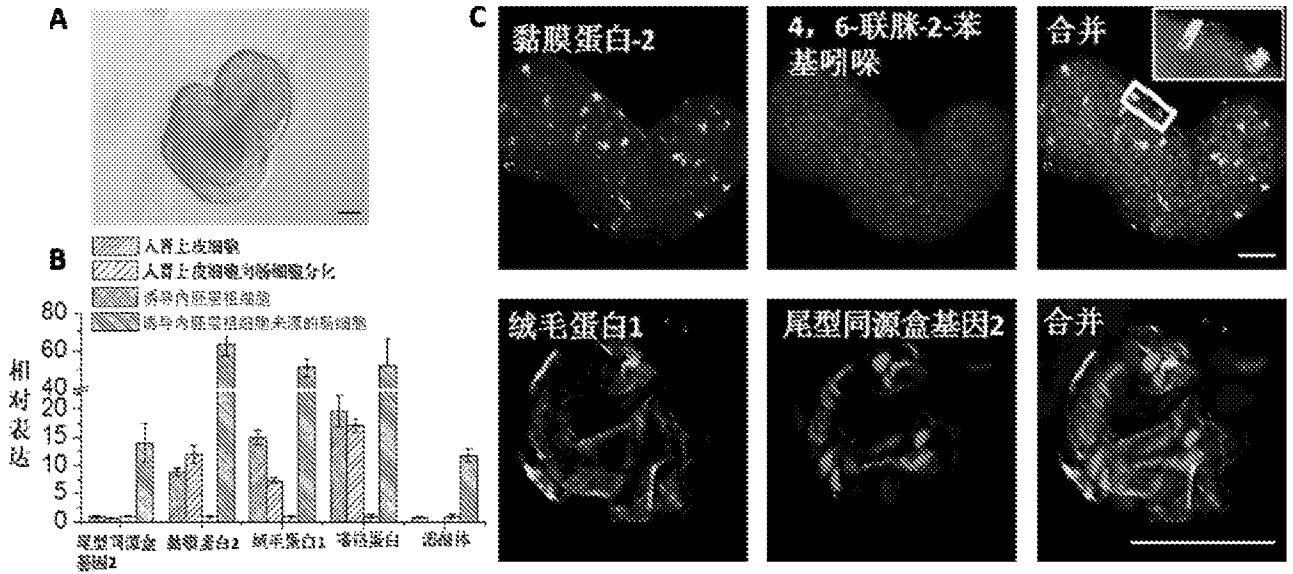 A
B
人胃上皮细胞
人胃上皮细胞向肠细胞分化
诱导内胚层祖细胞
诱导内胚层祖细胞来源的肠细胞
相对表达
80
60
40
20
15
10
5
0
尾型同源盒
基因2
黏膜蛋白2
绒毛蛋白1
C
黏膜蛋白-2
4，6-联脒-2-苯
基吲哚
合并
绒毛蛋白1
尾型同源盒基因2
合并